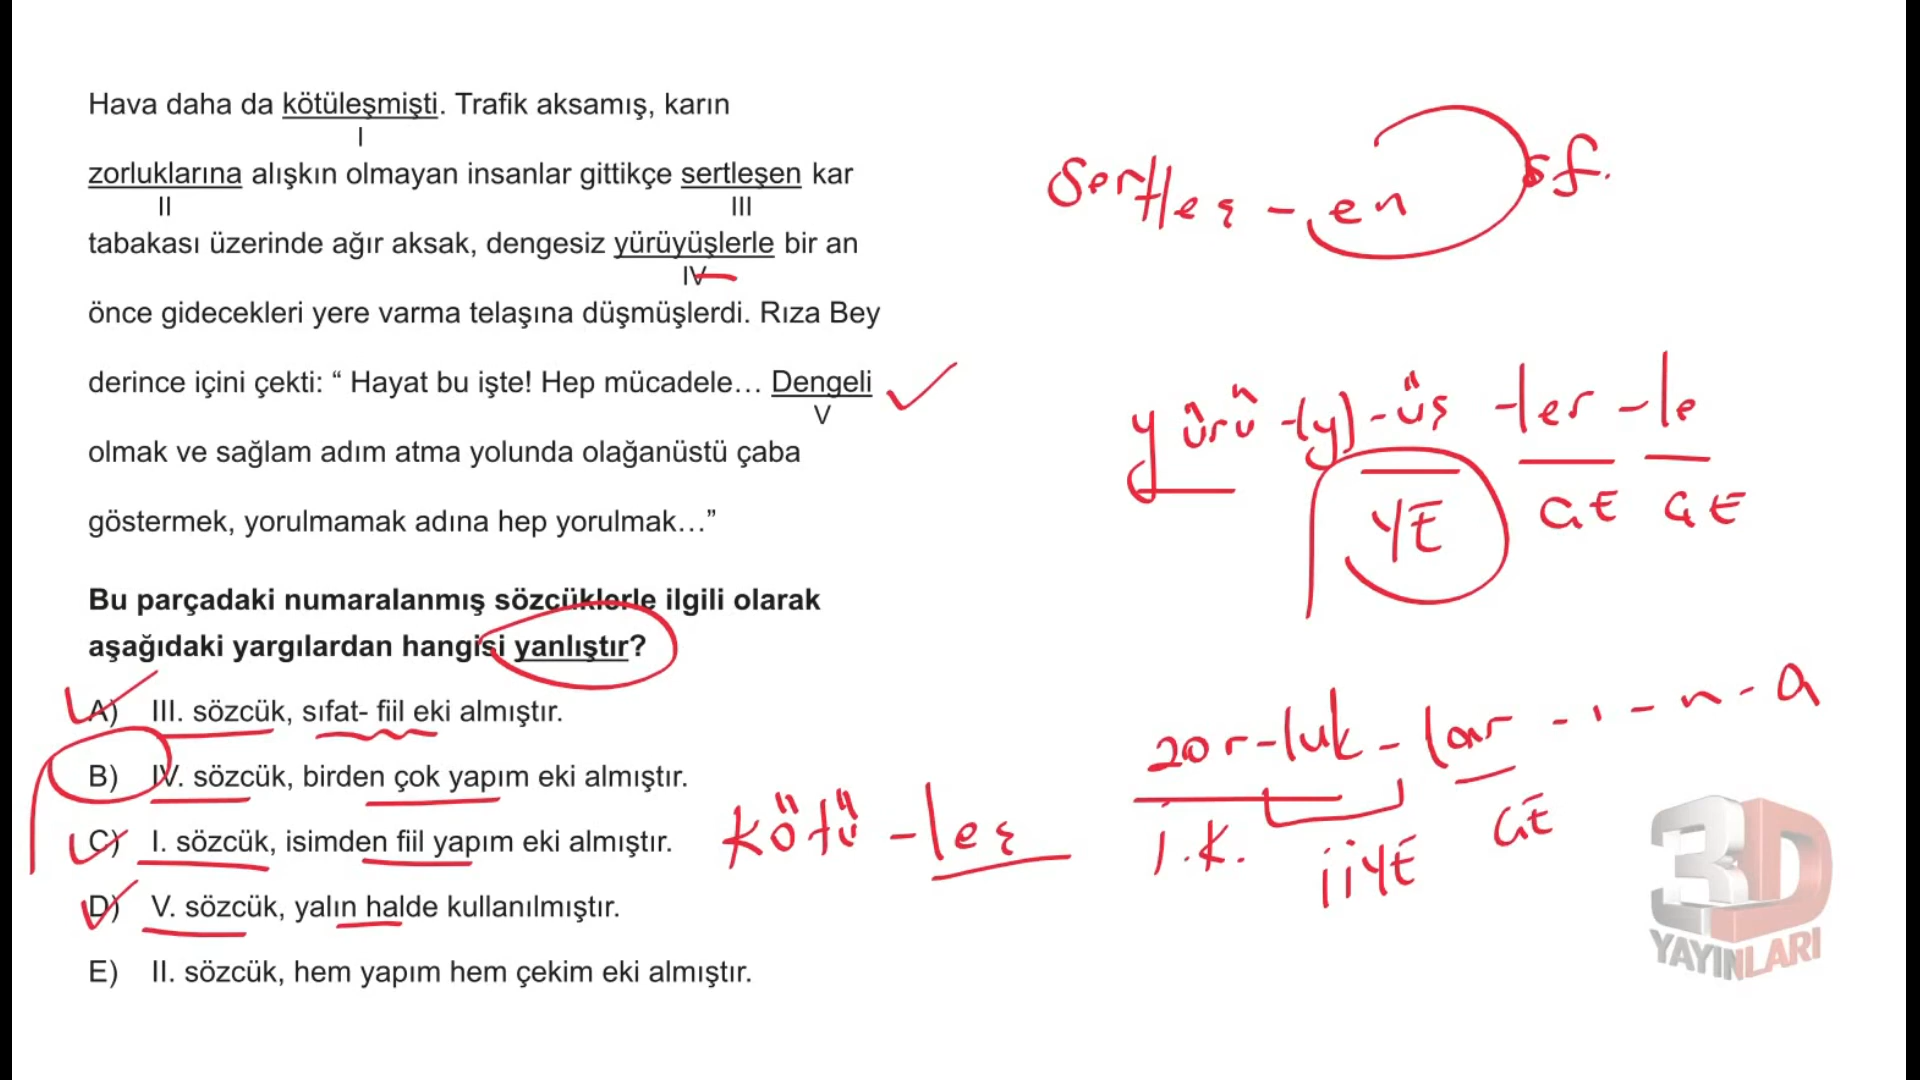 Hava daha da kötüleşmişti. Trafik aksamış, karın
I
zorluklarına alışkın olmayan insanlar gittikçe sertleşen kar
II III
tabakası üzerinde ağır aksak, dengesiz yürüyüşlerle bir an
IV
önce gidecekleri yere varma telaşına düşmüşlerdi. Rıza Bey
derince içini çekti: “ Hayat bu işte! Hep mücadele… Dengeli
V
olmak ve sağlam adım atma yolunda olağanüstü çaba
göstermek, yorulmamak adına hep yorulmak…”
Bu parçadaki numaralanmış sözcüklerle ilgili olarak
aşağıdaki yargılardan hangisi yanlıştır?
A) III. sözcük, sıfat- fiil eki almıştır.
B) IV. sözcük, birden çok yapım eki almıştır.
C) I. sözcük, isimden fiil yapım eki almıştır.
D) V. sözcük, yalın halde kullanılmıştır.
E) II. sözcük, hem yapım hem çekim eki almıştır.
Sertleş - en sf.
yürü -(y) -üş -ler -le
YE ÇE ÇE
zor-luk - lar - ı - n - a
i.k. iiYE ÇE
Kötü -leş
3D
YAYINLARI